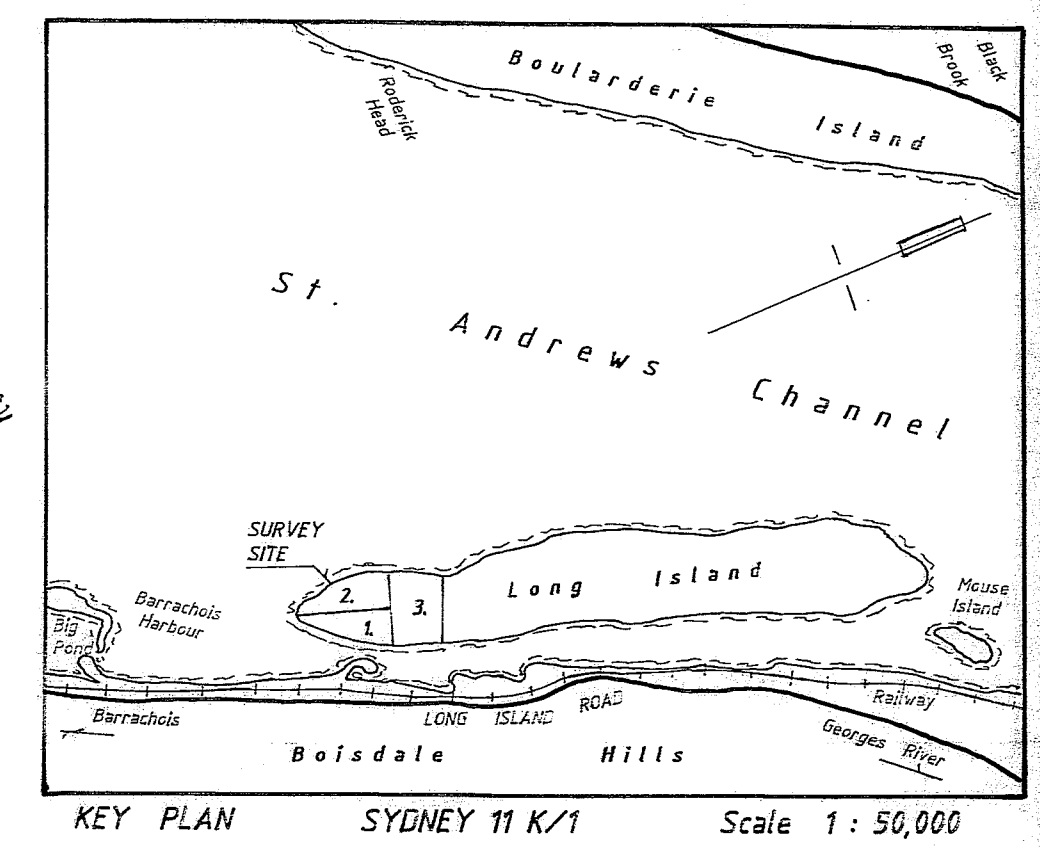 Boularderie
Island
Black
Brook
Roderick
Head
St. Andrews Channel
SURVEY
SITE
2.
1.
3.
Long Island
Mouse
Island
Barrachois
Harbour
Big
Pond
Railway
Barrachois
LONG ISLAND ROAD
Georges River
Boisdale Hills
KEY PLAN SYDNEY 11 K/1 Scale 1 : 50,000